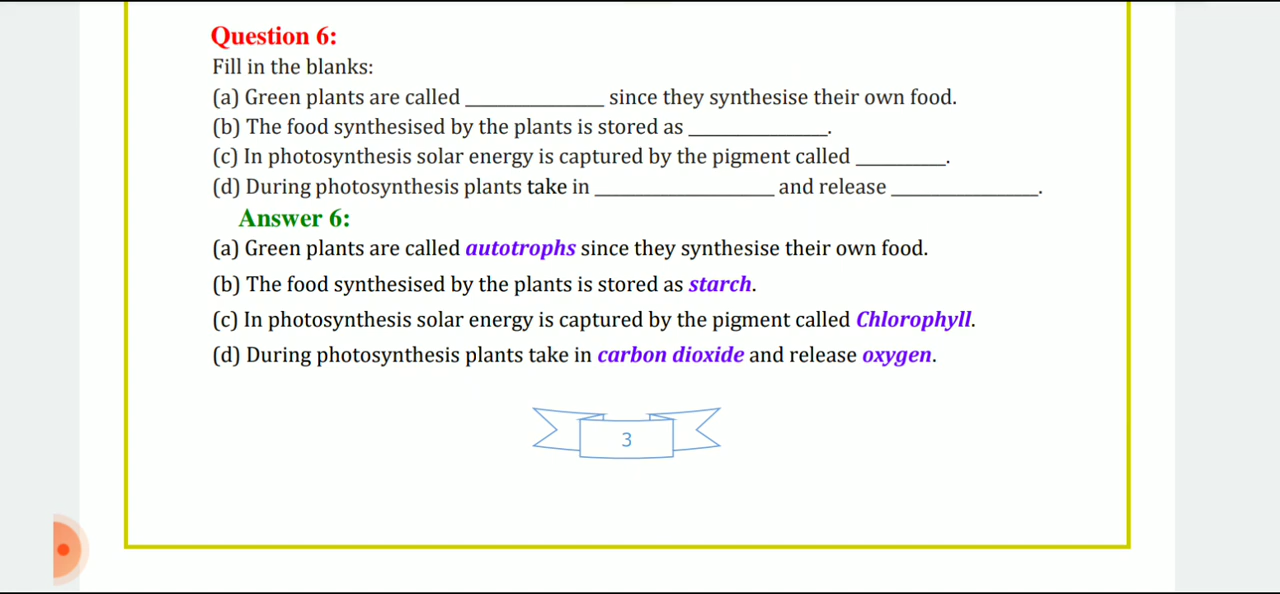 Question 6:
Fill in the blanks:
(a) Green plants are called _____________ since they synthesise their own food.
(b) The food synthesised by the plants is stored as _____________.
(c) In photosynthesis solar energy is captured by the pigment called ________.
(d) During photosynthesis plants take in _________________ and release ______________.
Answer 6:
(a) Green plants are called autotrophs since they synthesise their own food.
(b) The food synthesised by the plants is stored as starch.
(c) In photosynthesis solar energy is captured by the pigment called Chlorophyll.
(d) During photosynthesis plants take in carbon dioxide and release oxygen.
3